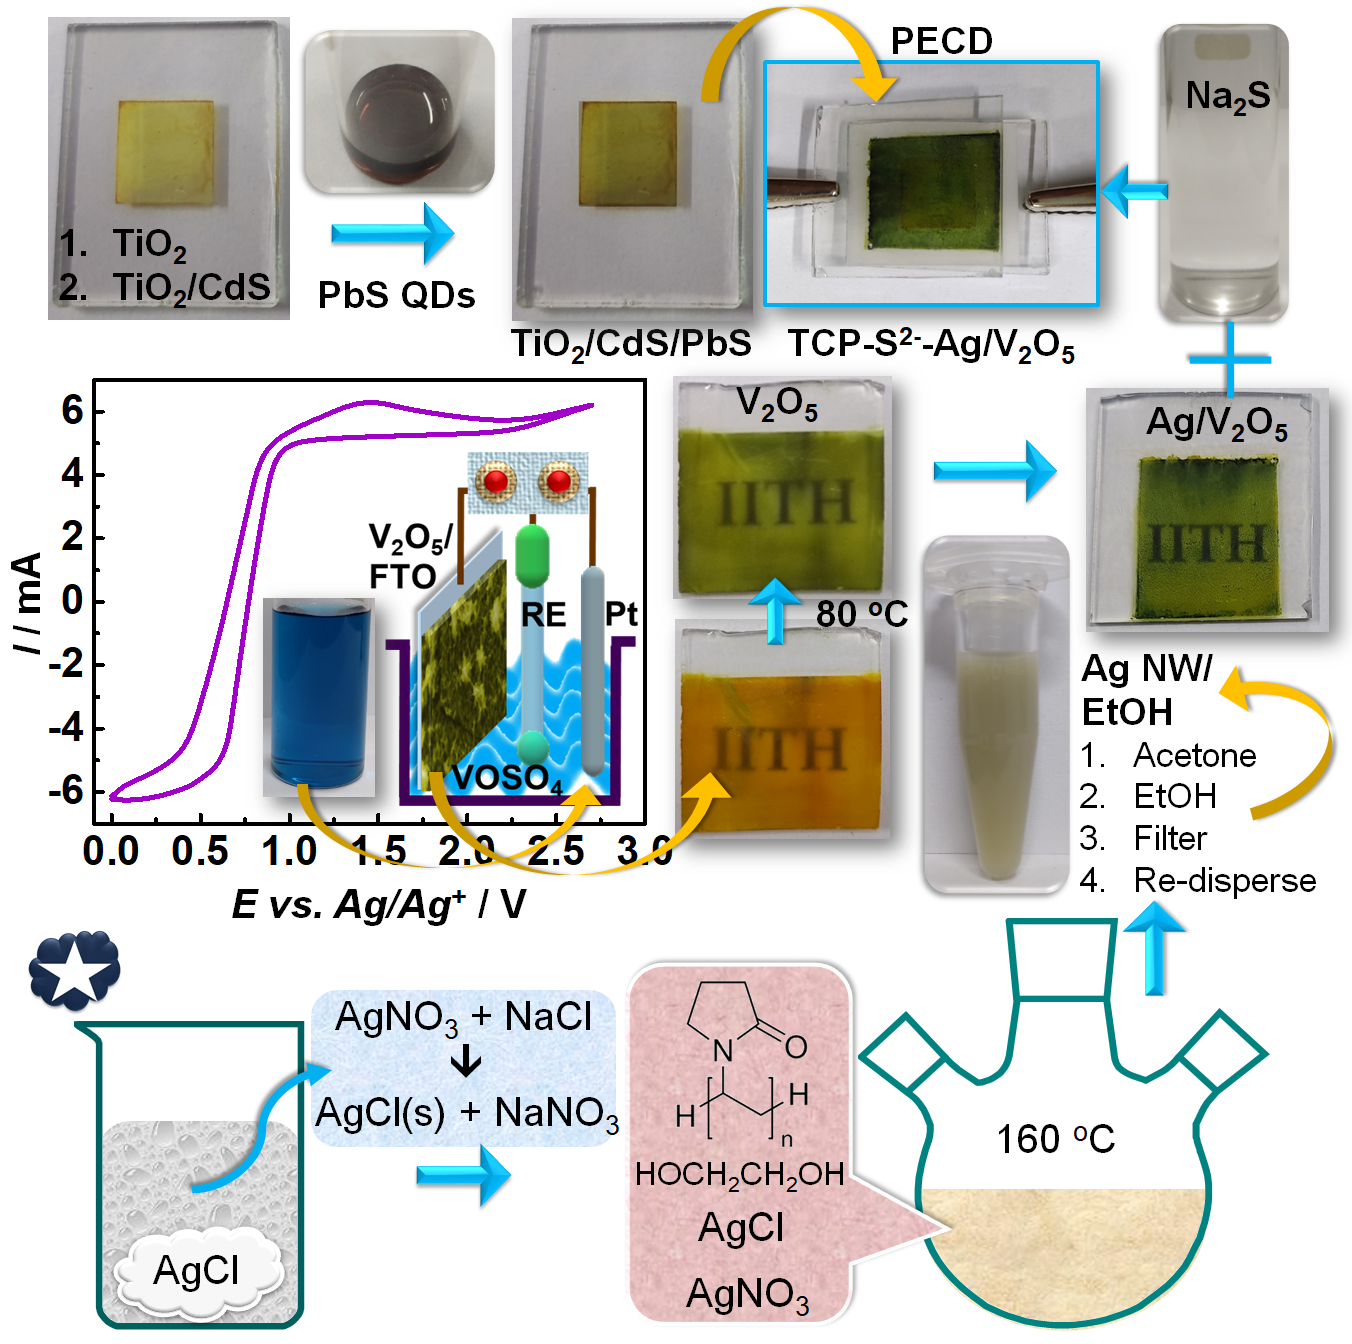 PECD
Na2S
1. TiO2
2. TiO2/CdS
PbS QDs
TiO2/CdS/PbS
TCP-S2--Ag/V2O5
6
4
2
0
-2
-4
-6
I / mA
0.0 0.5 1.0 1.5 2.0 2.5 3.0
E vs. Ag/Ag+ / V
V2O5/
FTO
RE
Pt
VOSO4
V2O5
IITH
80 oC
IITH
Ag/V2O5
IITH
Ag NW/
EtOH
1. Acetone
2. EtOH
3. Filter
4. Re-disperse
AgNO3 + NaCl
AgCl(s) + NaNO3
AgCl
N
O
H
H
n
HOCH2CH2OH
AgCl
AgNO3
160 oC